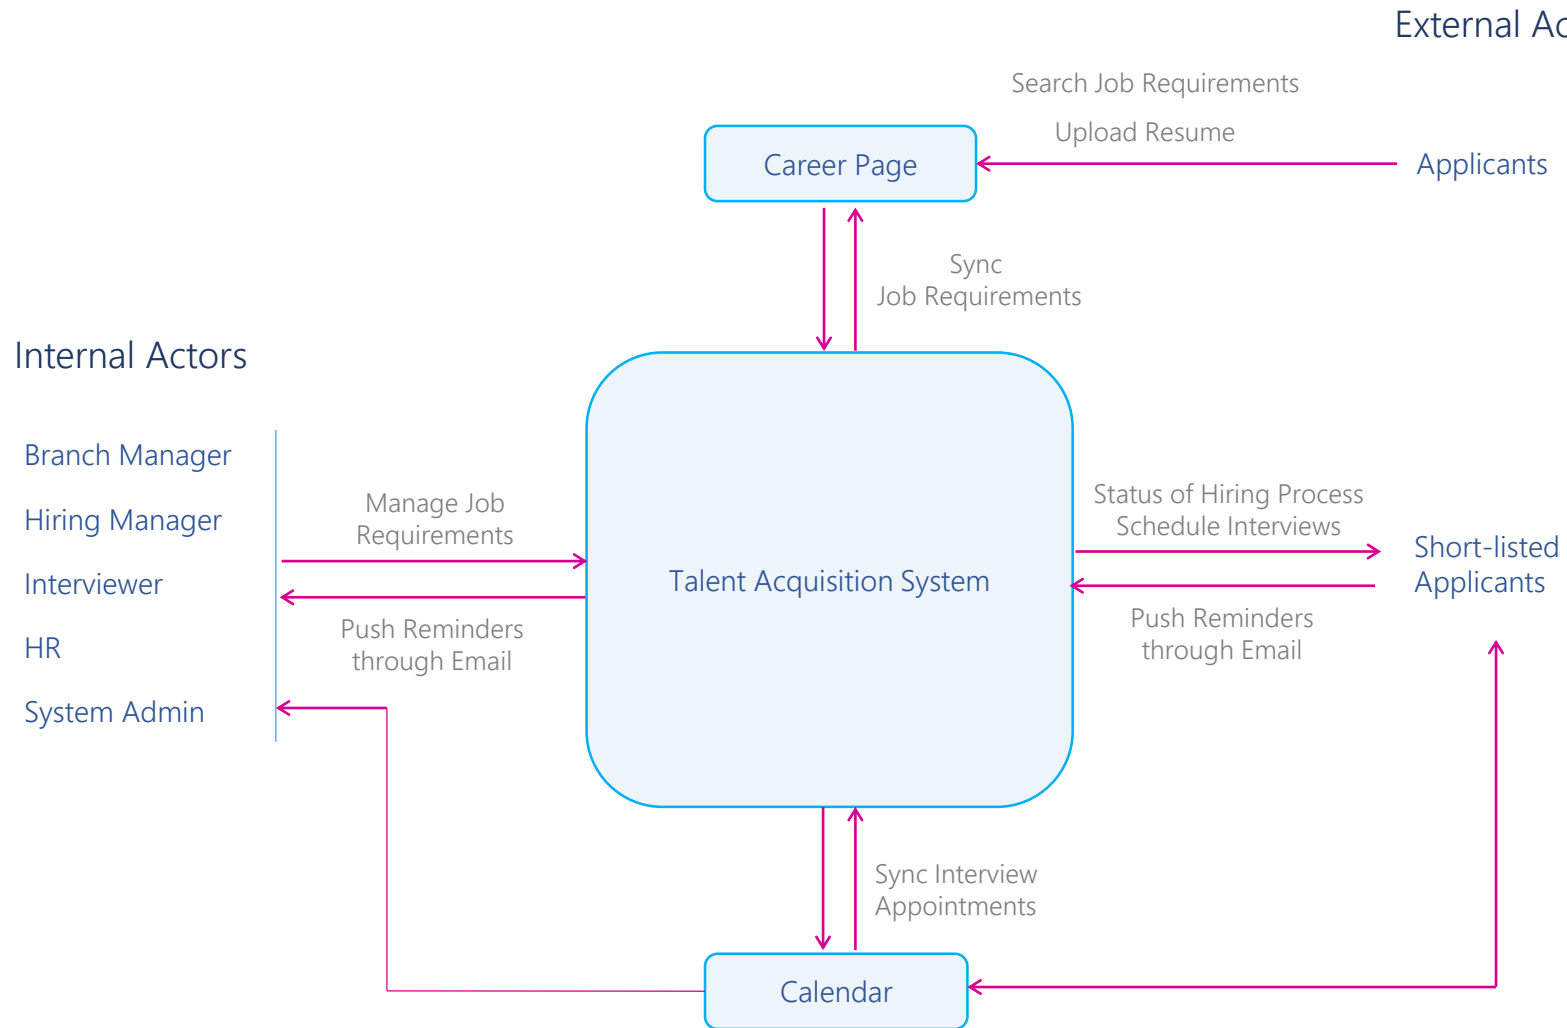 External Ac
Search Job Requirements
Upload Resume
Career Page
Applicants
Sync
Job Requirements
Internal Actors
Branch Manager
Hiring Manager
Interviewer
HR
System Admin
Manage Job
Requirements
Push Reminders
through Email
Talent Acquisition System
Status of Hiring Process
Schedule Interviews
Push Reminders
through Email
Short-listed
Applicants
Sync Interview
Appointments
Calendar